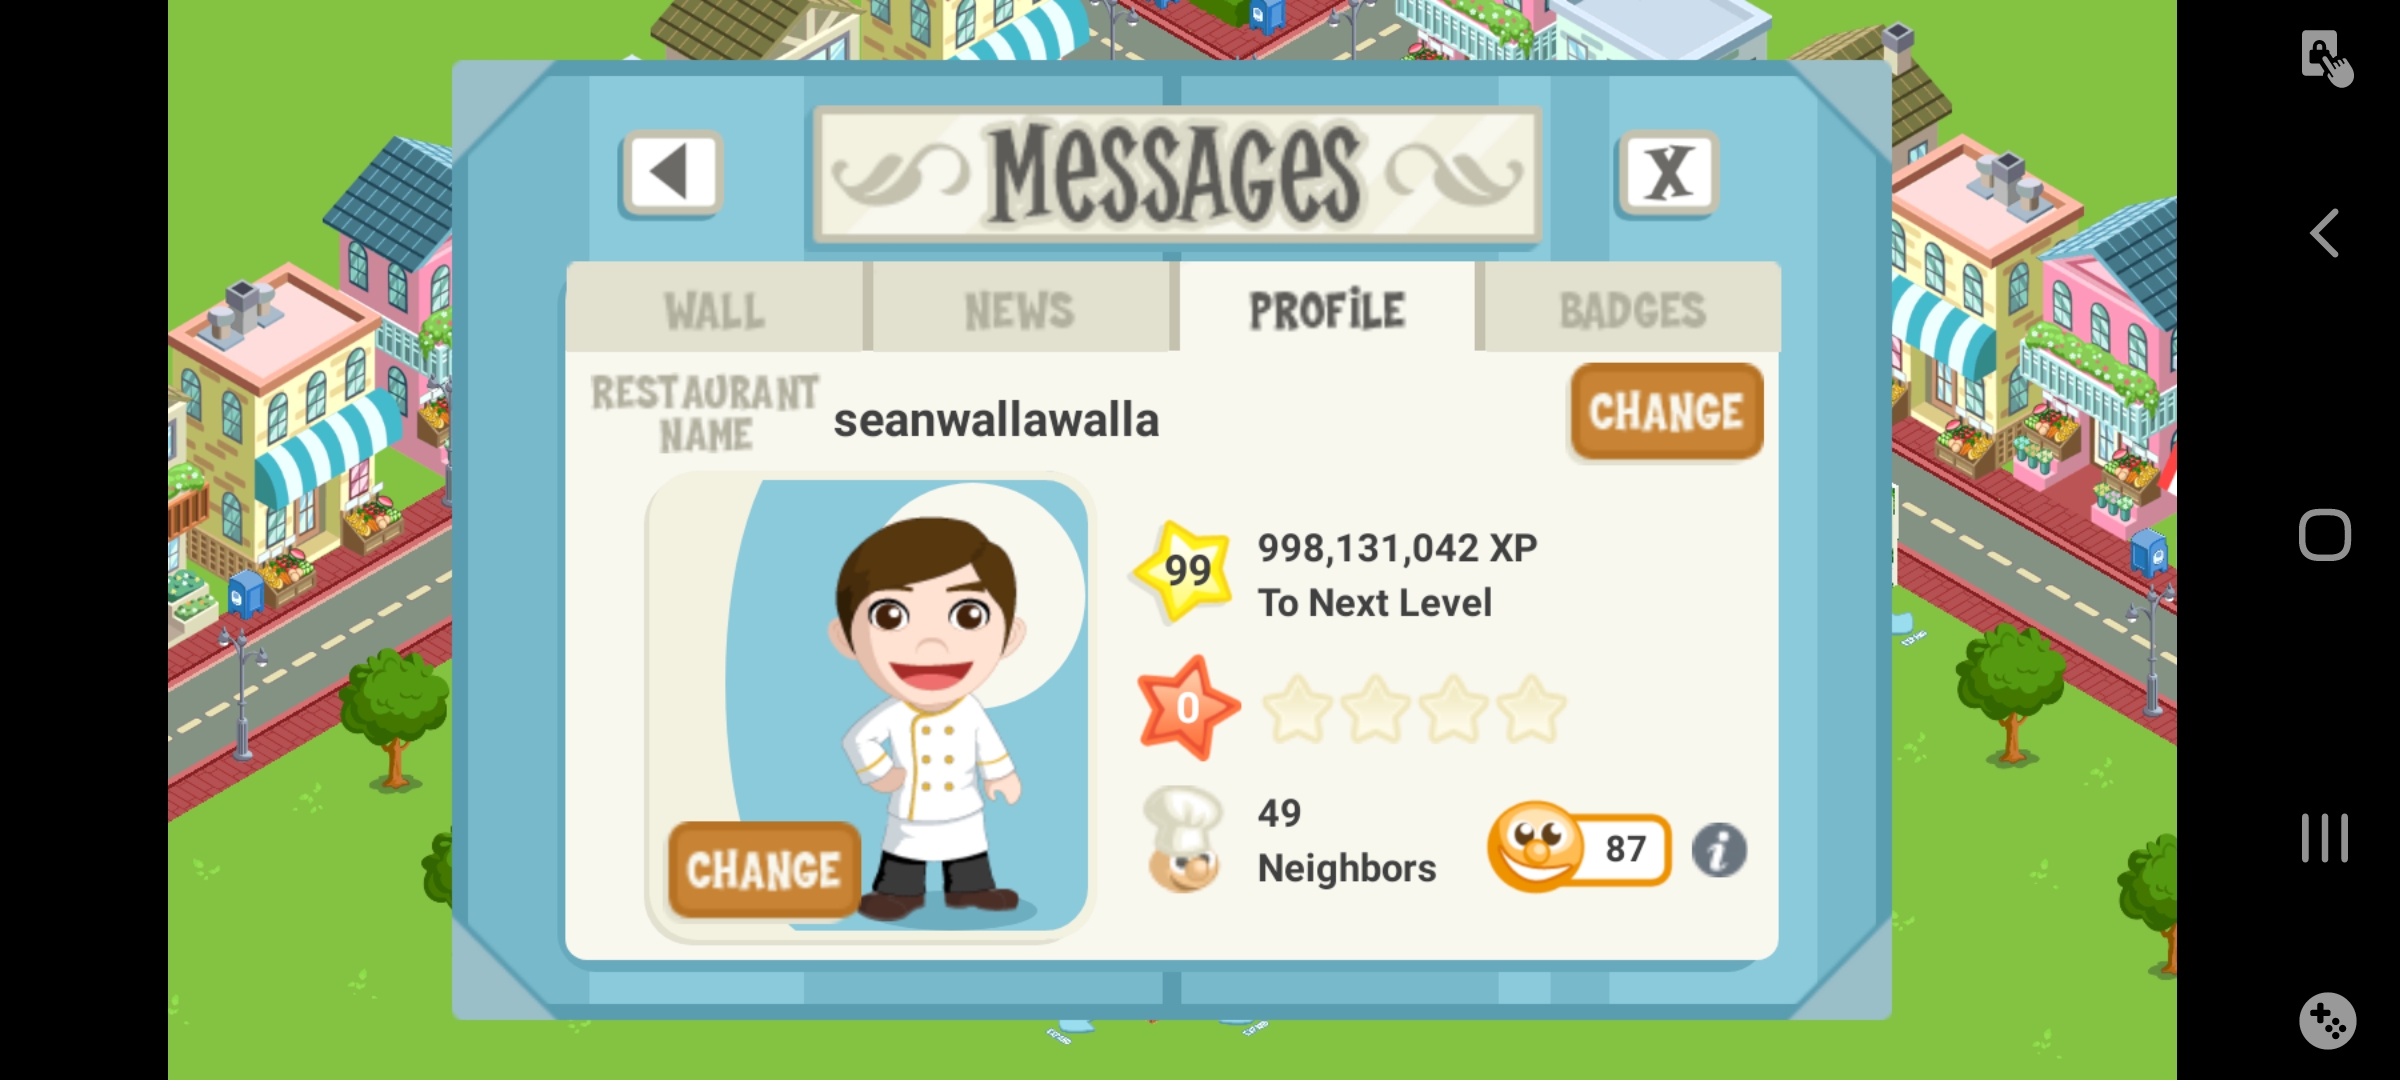 MESSAGES
X
WALL
NEWS
PROFILE
BADGES
RESTAURANT
NAME
seanwallawalla
CHANGE
99
998,131,042 XP
To Next Level
0
49
Neighbors
87
i
CHANGE